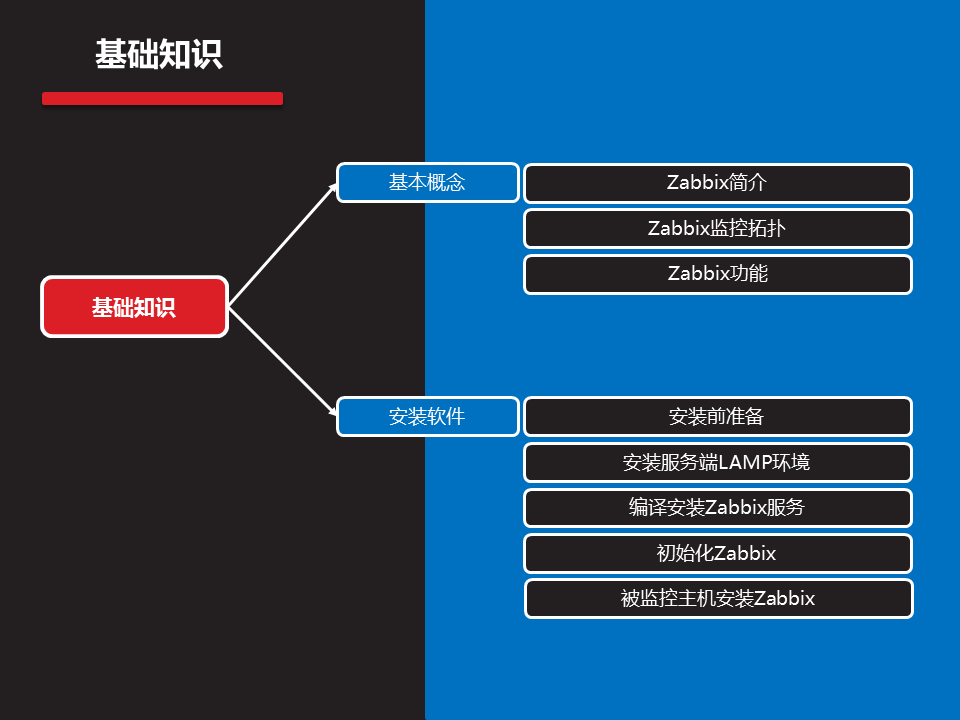 基础知识
基础知识
基本概念
Zabbix简介
Zabbix监控拓扑
Zabbix功能
安装软件
安装前准备
安装服务端LAMP环境
编译安装Zabbix服务
初始化Zabbix
被监控主机安装Zabbix